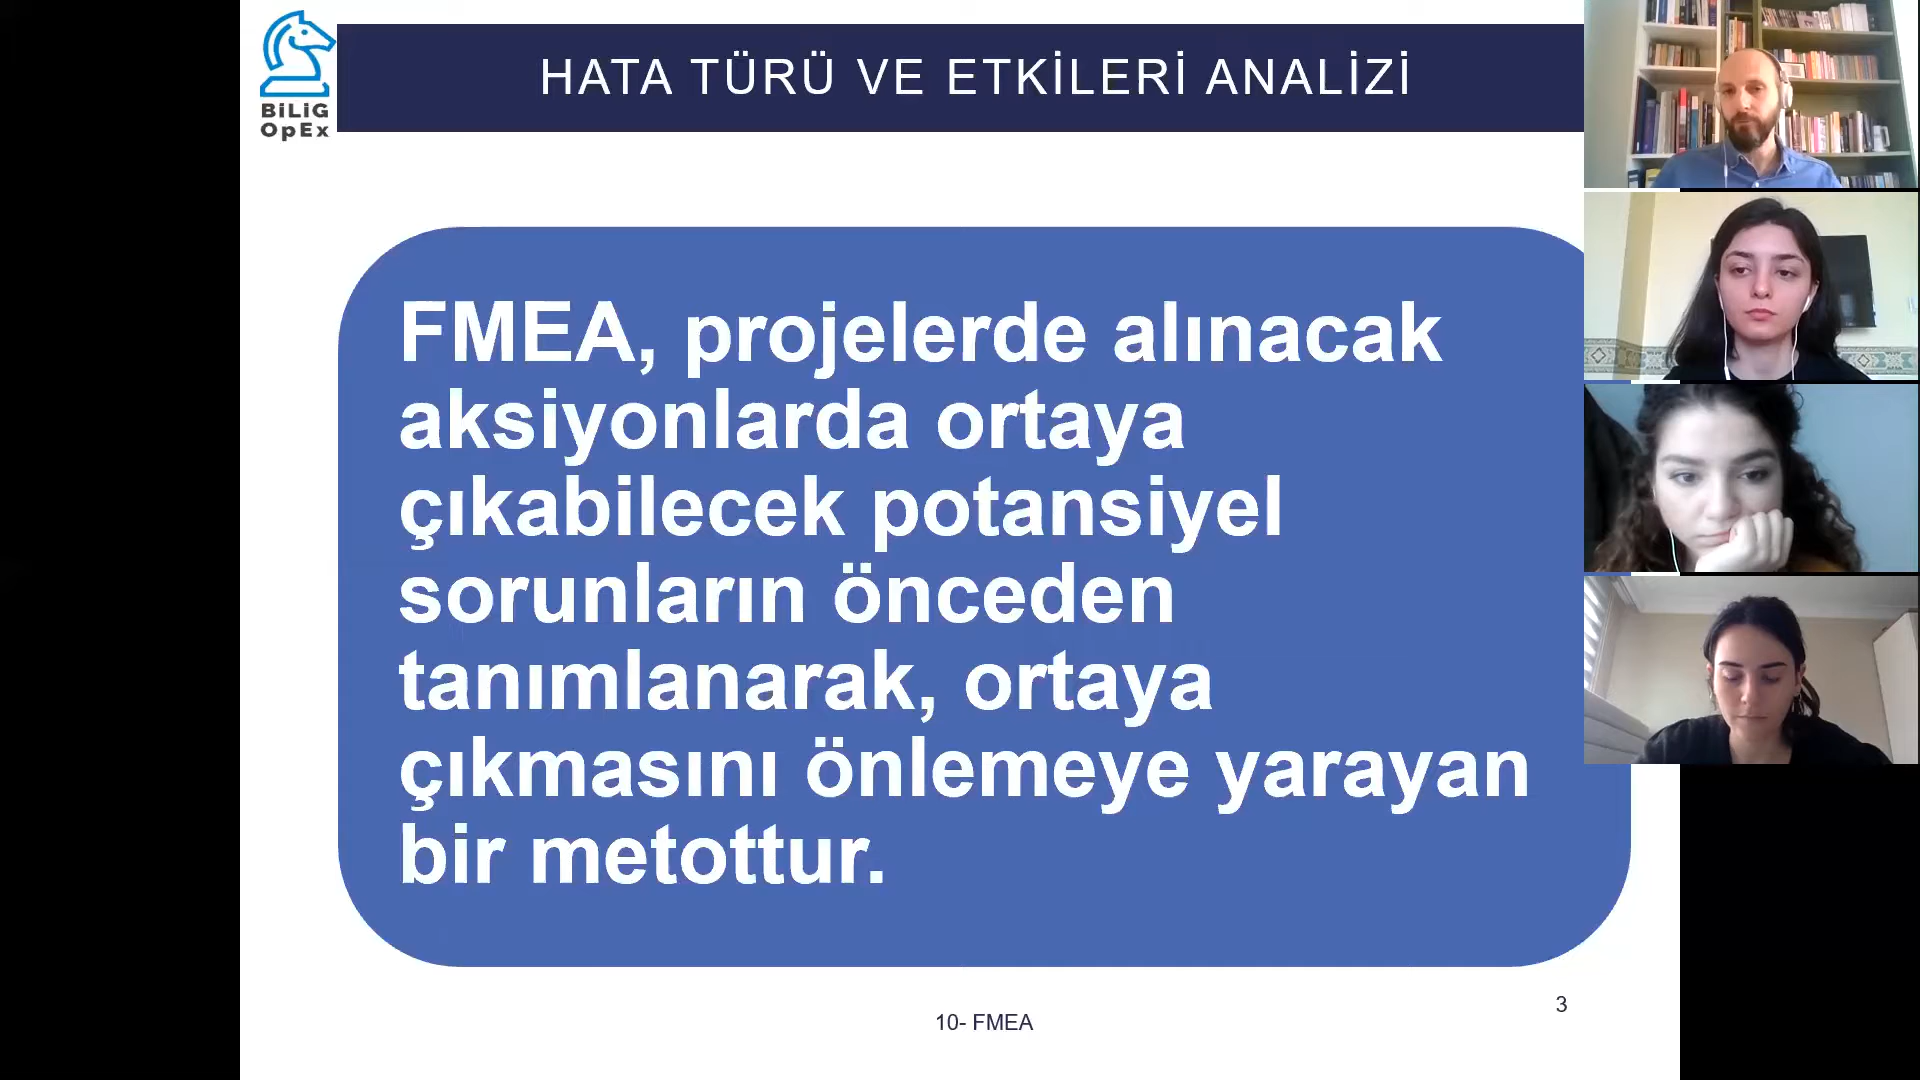 BiLiG
OpEx
HATA TÜRÜ VE ETKİLERİ ANALİZİ
FMEA, projelerde alınacak
aksiyonlarda ortaya
çıkabilecek potansiyel
sorunların önceden
tanımlanarak, ortaya
çıkmasını önlemeye yarayan
bir metottur.
3
10- FMEA